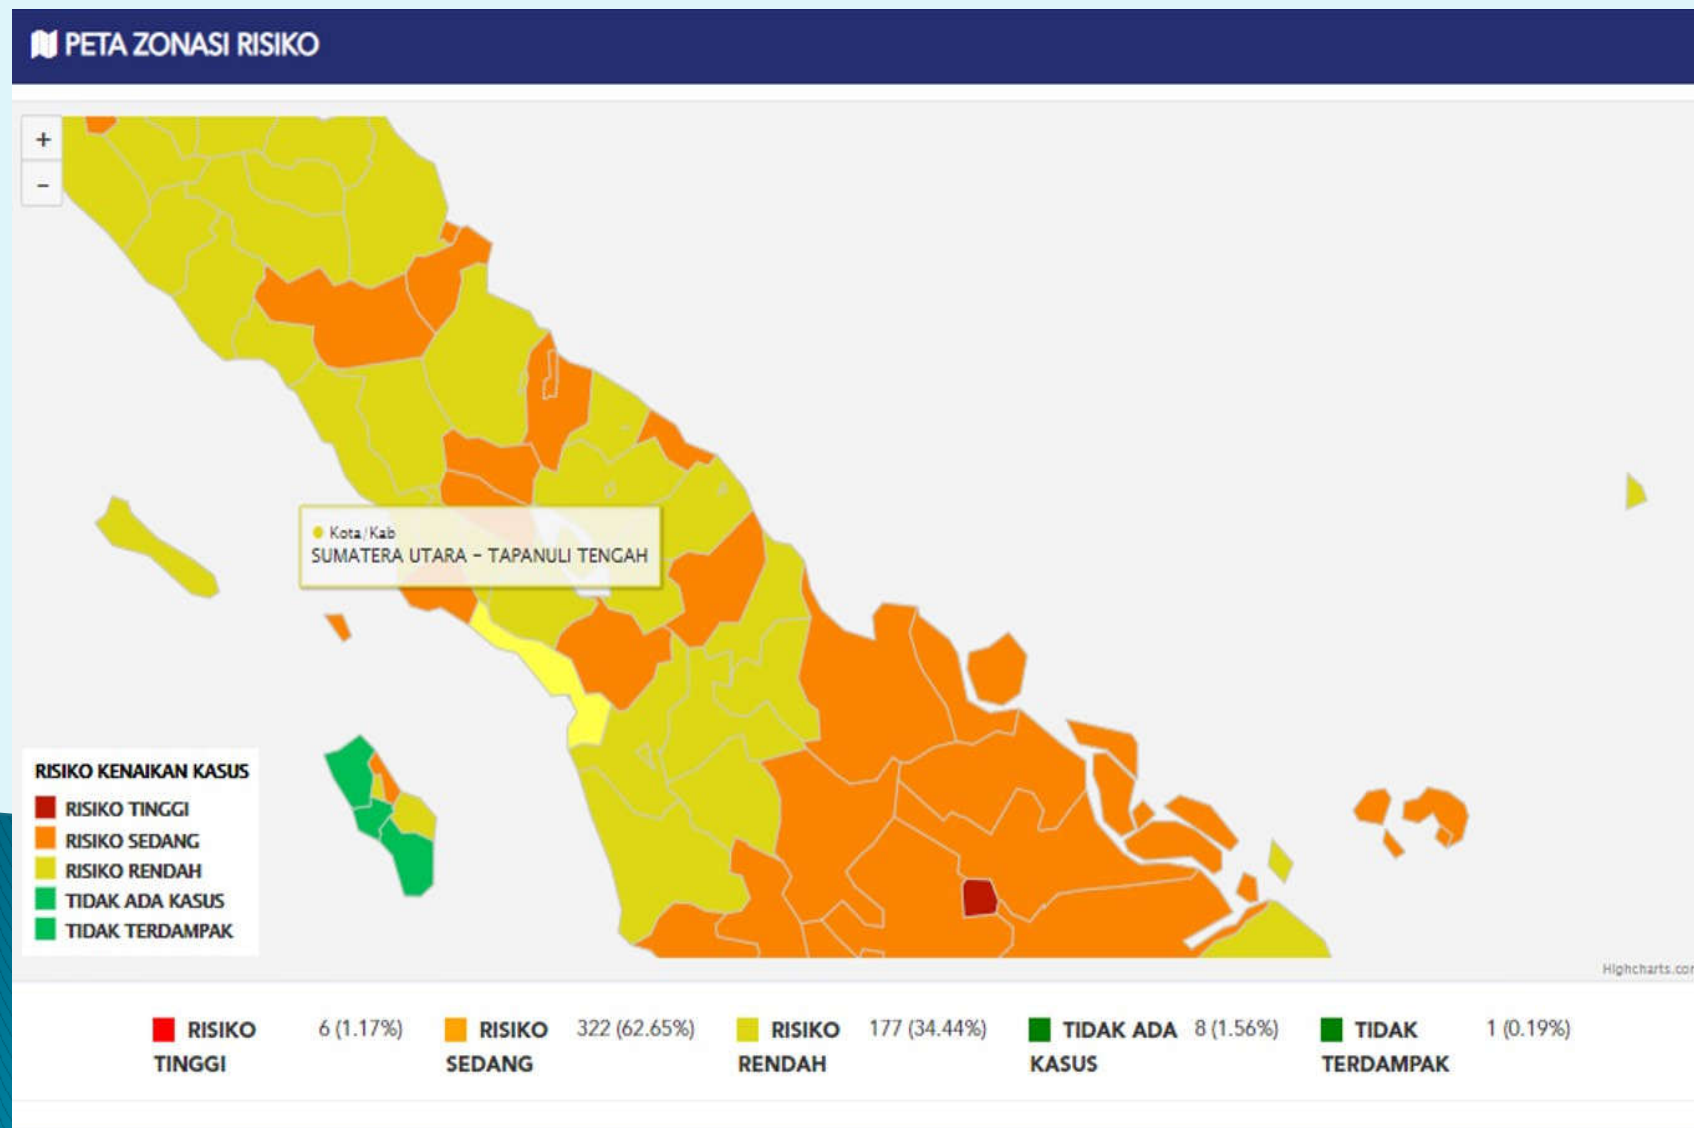 PETA ZONASI RISIKO
+
-
Kota/Kab
SUMATERA UTARA - TAPANULI TENGAH
RISIKO KENAIKAN KASUS
RISIKO TINGGI
RISIKO SEDANG
RISIKO RENDAH
TIDAK ADA KASUS
TIDAK TERDAMPAK
Highcharts.com
RISIKO TINGGI 6 (1.17%)
RISIKO SEDANG 322 (62.65%)
RISIKO RENDAH 177 (34.44%)
TIDAK ADA KASUS 8 (1.56%)
TIDAK TERDAMPAK 1 (0.19%)